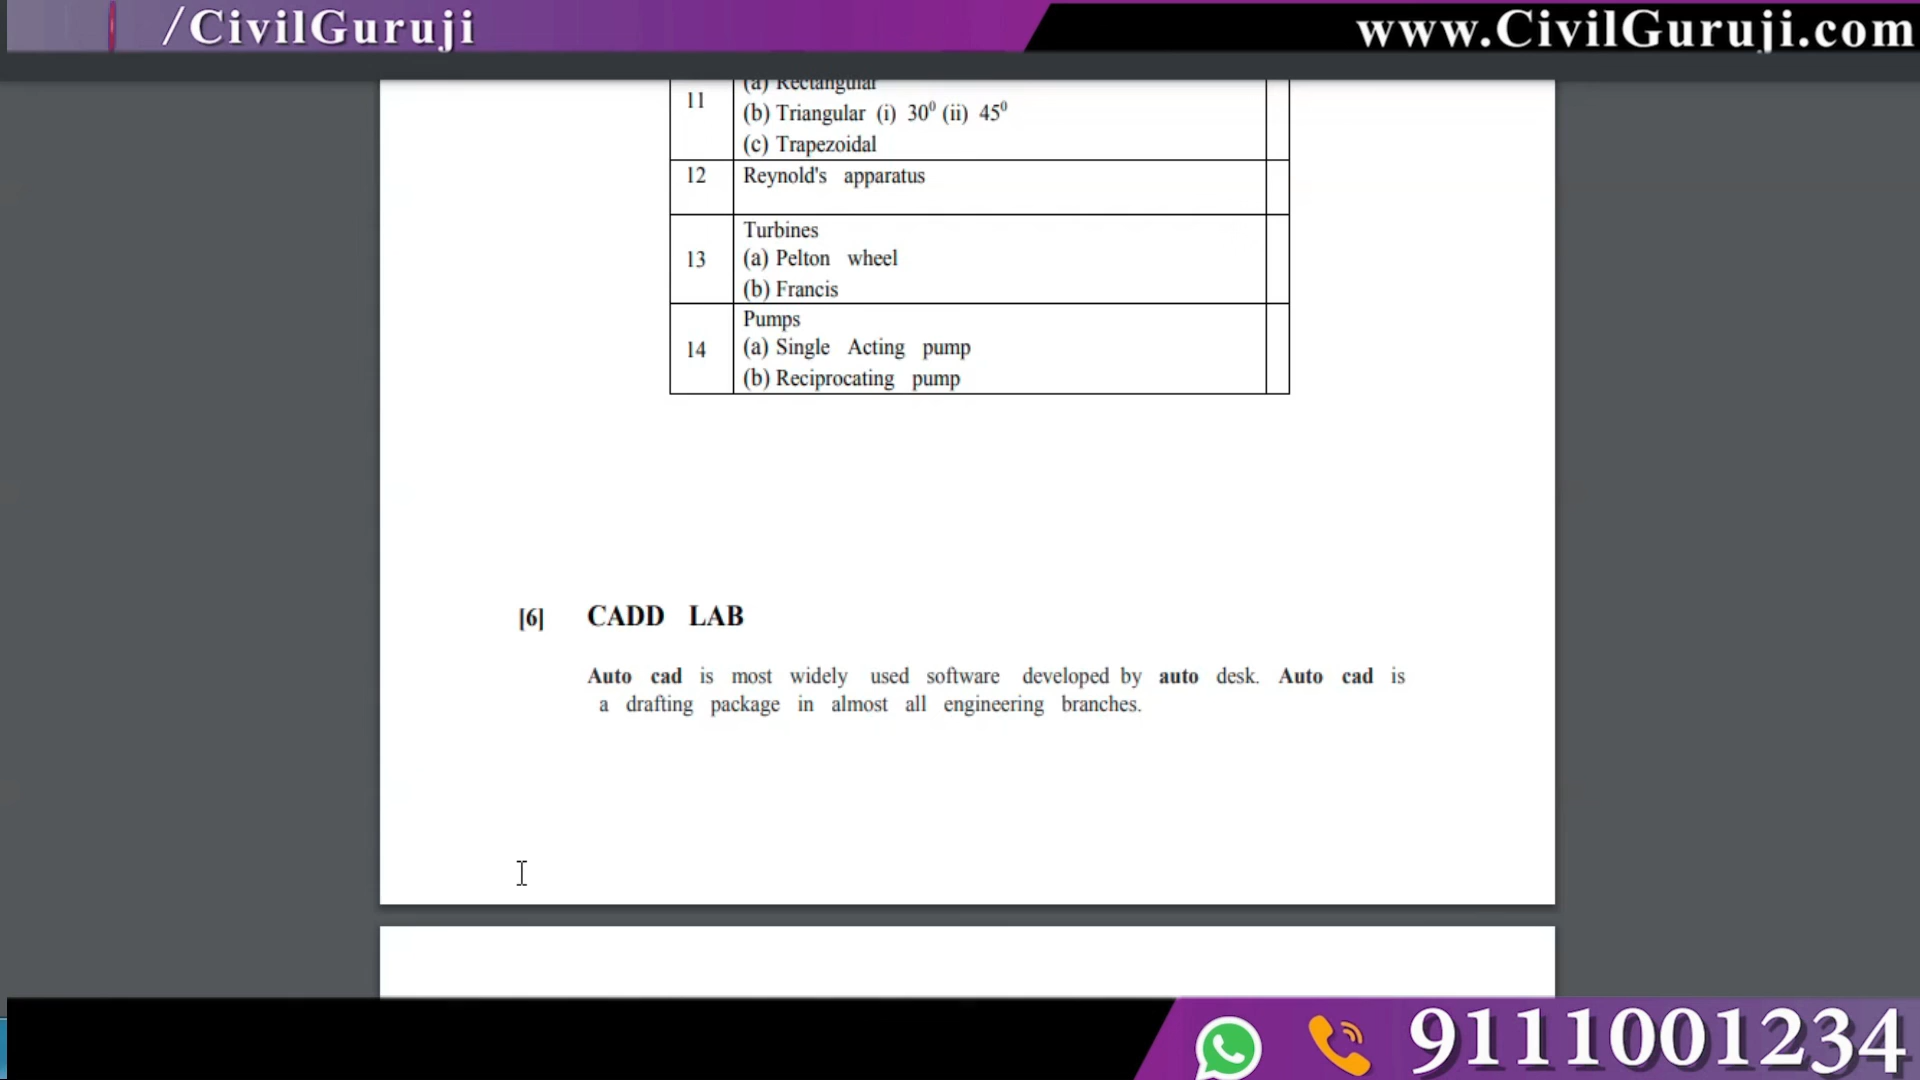 /CivilGuruji
www.CivilGuruji.com
11
(a) Rectangular
(b) Triangular (i) 30⁰ (ii) 45⁰
(c) Trapezoidal
12
Reynold's apparatus
13
Turbines
(a) Pelton wheel
(b) Francis
14
Pumps
(a) Single Acting pump
(b) Reciprocating pump
[6] CADD LAB
Auto cad is most widely used software developed by auto desk. Auto cad is
a drafting package in almost all engineering branches.
9111001234